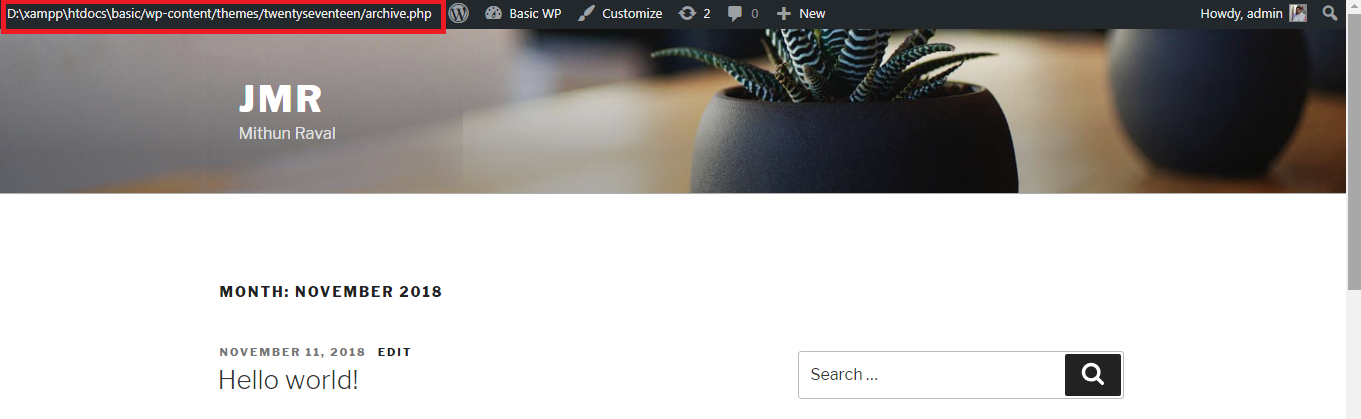 D:\xampp\htdocs\basic/wp-content/themes/twentyseventeen/archive.php Basic WP Customize 2 0 New Howdy, admin
JMR
Mithun Raval
MONTH: NOVEMBER 2018
NOVEMBER 11, 2018 EDIT
Hello world!
Search …